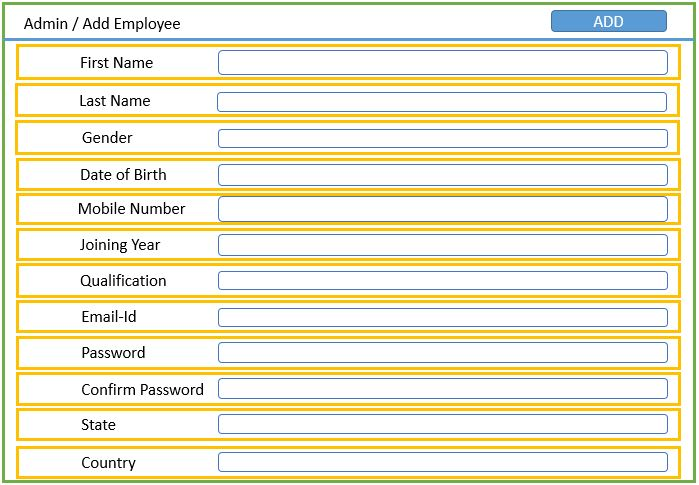 Admin / Add Employee
ADD
First Name
Last Name
Gender
Date of Birth
Mobile Number
Joining Year
Qualification
Email-Id
Password
Confirm Password
State
Country